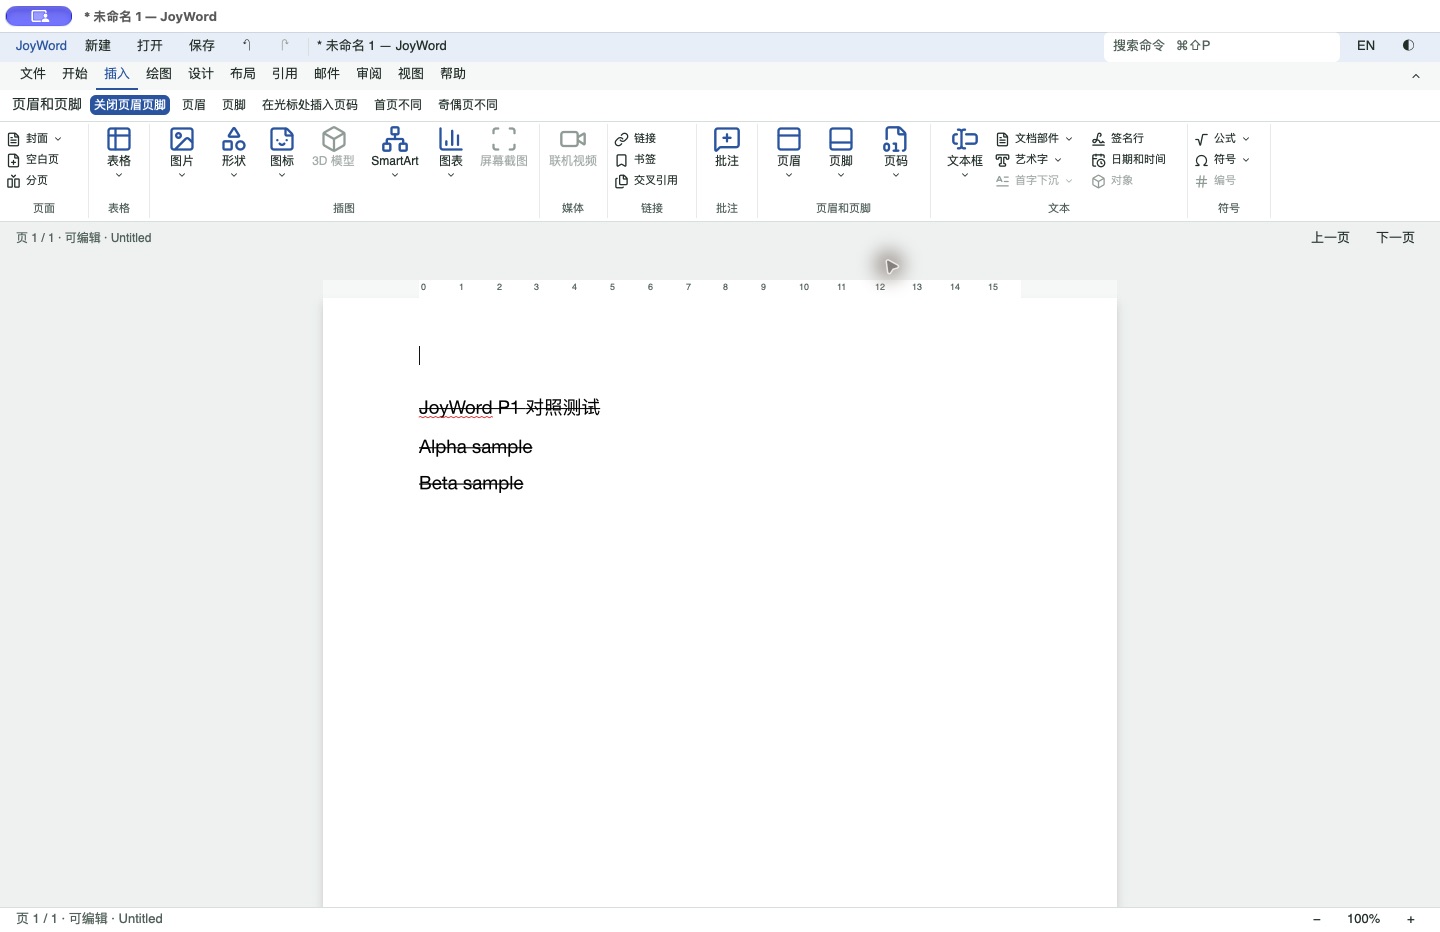 * 未命名 1 — JoyWord
JoyWord 新建 打开 保存 * 未命名 1 — JoyWord 搜索命令 ⌘⇧P EN
文件 开始 插入 绘图 设计 布局 引用 邮件 审阅 视图 帮助
页眉和页脚 关闭页眉页脚 页眉 页脚 在光标处插入页码 首页不同 奇偶页不同
封面
空白页
分页
页面
表格
表格
图片 形状 图标 3D 模型 SmartArt 图表 屏幕截图
插图
联机视频
媒体
链接
书签
交叉引用
链接
批注
批注
页眉 页脚 页码
页眉和页脚
文本框
文档部件 签名行
艺术字 日期和时间
首字下沉 对象
文本
公式
符号
编号
符号
页 1 / 1 · 可编辑 · Untitled 上一页 下一页
0 1 2 3 4 5 6 7 8 9 10 11 12 13 14 15
JoyWord P1 对照测试
Alpha sample
Beta sample
页 1 / 1 · 可编辑 · Untitled − 100% +